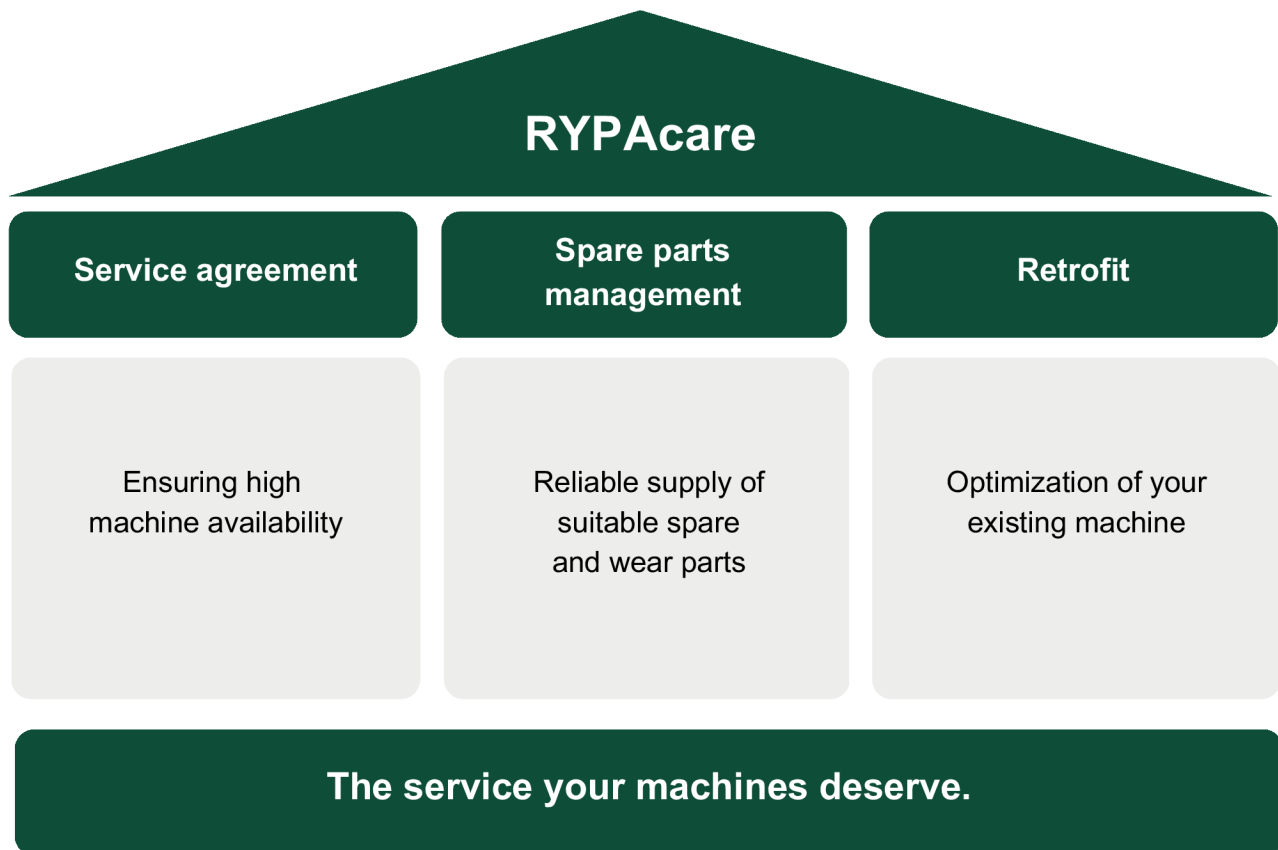 RYPAcare
Service agreement
Spare parts
management
Retrofit
Ensuring high
machine availability
Reliable supply of
suitable spare
and wear parts
Optimization of your
existing machine
The service your machines deserve.